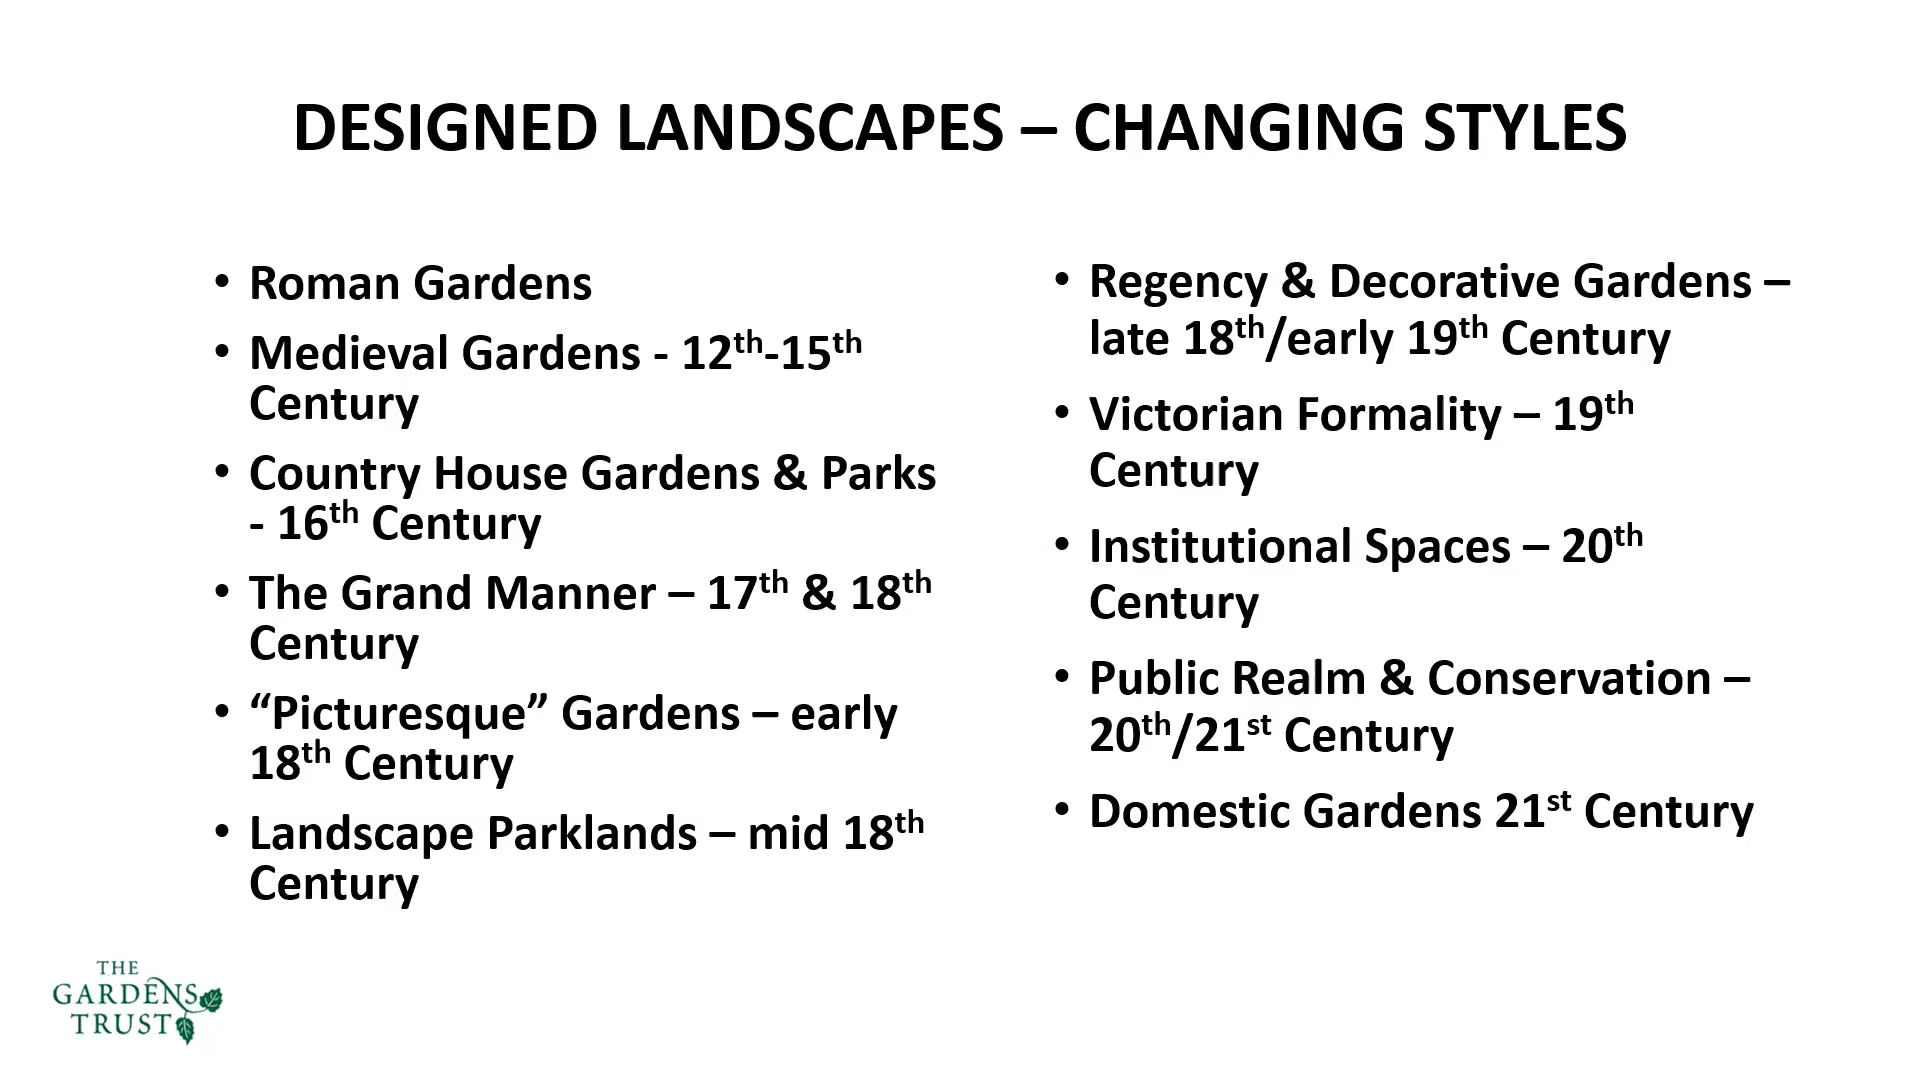 DESIGNED LANDSCAPES – CHANGING STYLES
• Roman Gardens
• Medieval Gardens - 12th-15th
Century
• Country House Gardens & Parks
- 16th Century
• The Grand Manner – 17th & 18th
Century
• “Picturesque” Gardens – early
18th Century
• Landscape Parklands – mid 18th
Century
• Regency & Decorative Gardens –
late 18th/early 19th Century
• Victorian Formality – 19th
Century
• Institutional Spaces – 20th
Century
• Public Realm & Conservation –
20th/21st Century
• Domestic Gardens 21st Century
THE
GARDENS
TRUST